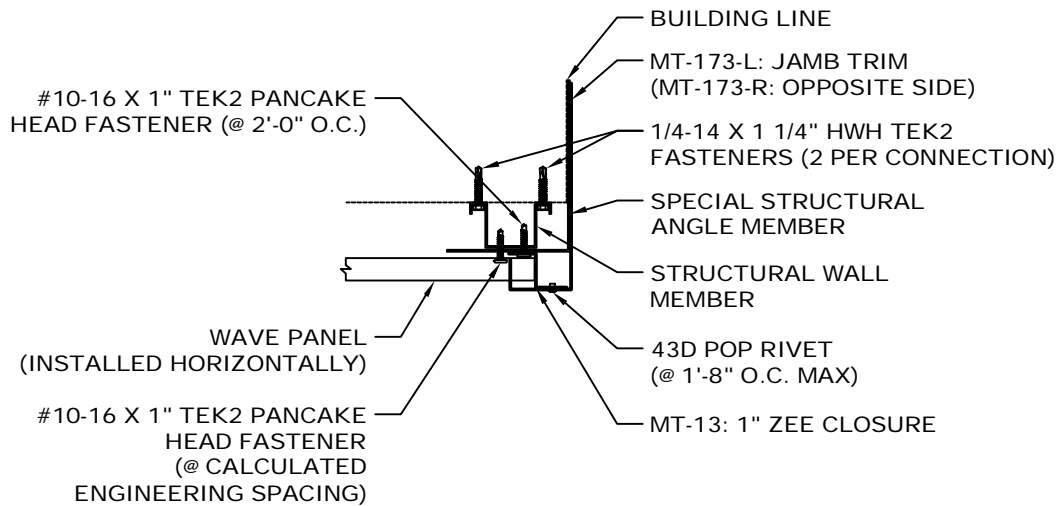 BUILDING LINE
MT-173-L: JAMB TRIM
(MT-173-R: OPPOSITE SIDE)
#10-16 X 1" TEK2 PANCAKE
HEAD FASTENER (@ 2'-0" O.C.)
1/4-14 X 1 1/4" HWH TEK2
FASTENERS (2 PER CONNECTION)
SPECIAL STRUCTURAL
ANGLE MEMBER
STRUCTURAL WALL
MEMBER
WAVE PANEL
(INSTALLED HORIZONTALLY)
43D POP RIVET
(@ 1'-8" O.C. MAX)
#10-16 X 1" TEK2 PANCAKE
HEAD FASTENER
(@ CALCULATED
ENGINEERING SPACING)
MT-13: 1" ZEE CLOSURE